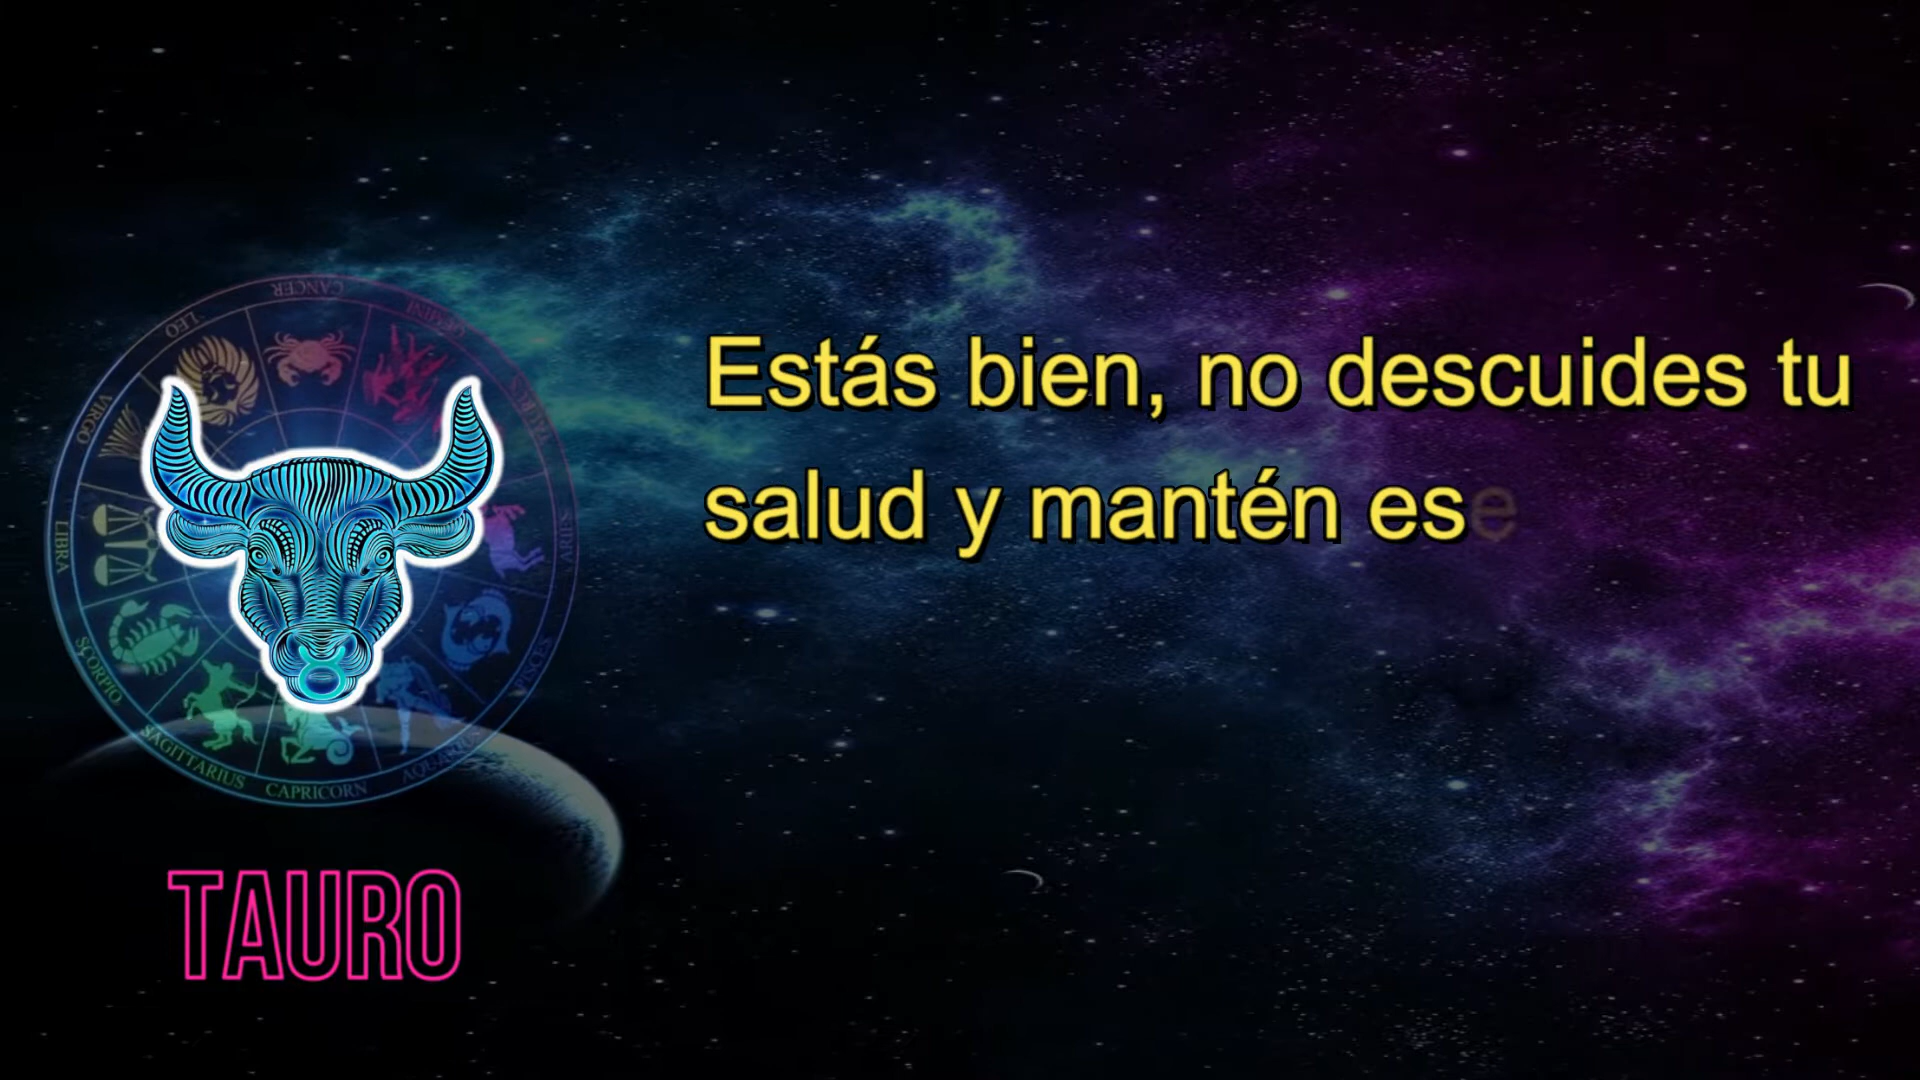 Estás bien, no descuides tu
salud y mantén ese
CANCER
GEMINI
LEO
VIRGO
LIBRA
ARIES
SCORPIO
PISCES
SAGITTARIUS
CAPRICORN
AQUARIUS
TAURO